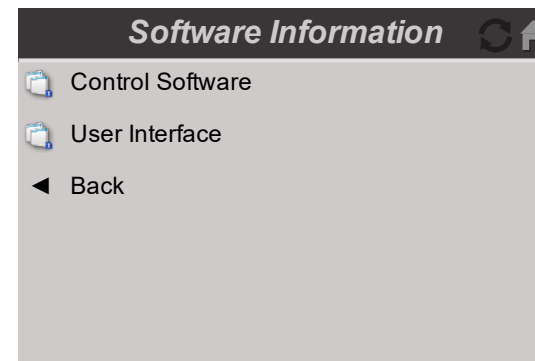 Software Information
Control Software
User Interface
Back